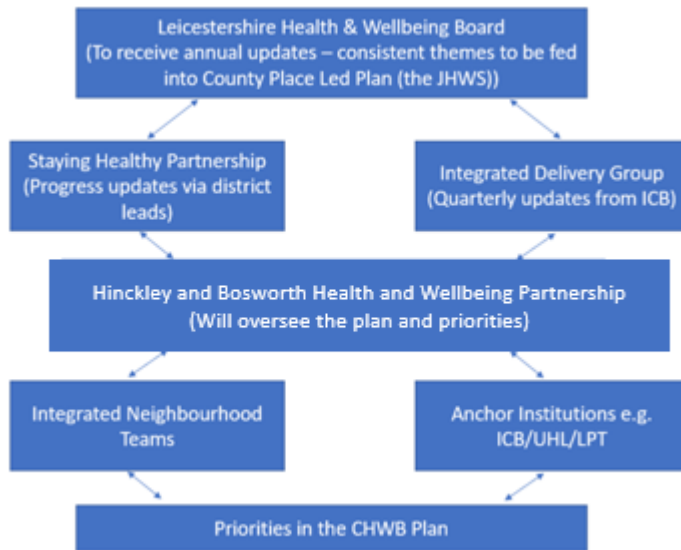 Leicestershire Health & Wellbeing Board
(To receive annual updates – consistent themes to be fed
into County Place Led Plan (the JHWS))
Staying Healthy Partnership
(Progress updates via district
leads)
Integrated Delivery Group
(Quarterly updates from ICB)
Hinckley and Bosworth Health and Wellbeing Partnership
(Will oversee the plan and priorities)
Integrated Neighbourhood
Teams
Anchor Institutions e.g.
ICB/UHL/LPT
Priorities in the CHWB Plan